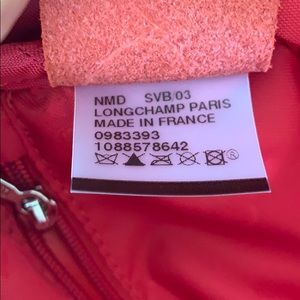 NMD SVB/03
LONGCHAMP PARIS
MADE IN FRANCE
0983393
1088578642